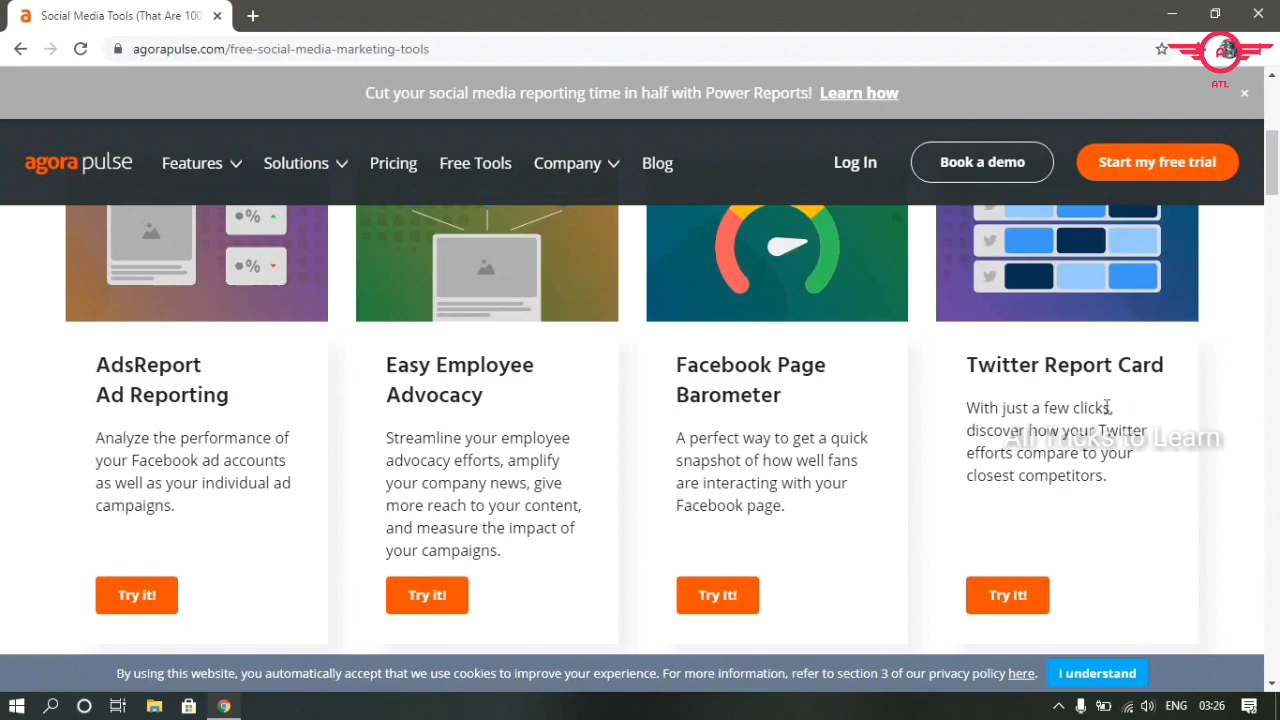 Social Media Tools (That Are 100
agorapulse.com/free-social-media-marketing-tools
ATL
Cut your social media reporting time in half with Power Reports! Learn how
agora pulse Features Solutions Pricing Free Tools Company Blog Log In Book a demo Start my free trial
AdsReport
Ad Reporting
Analyze the performance of
your Facebook ad accounts
as well as your individual ad
campaigns.
Try it!
Easy Employee
Advocacy
Streamline your employee
advocacy efforts, amplify
your company news, give
more reach to your content,
and measure the impact of
your campaigns.
Try it!
Facebook Page
Barometer
A perfect way to get a quick
snapshot of how well fans
are interacting with your
Facebook page.
Try It!
Twitter Report Card
With just a few clicks,
discover how your Twitter
efforts compare to your
closest competitors.
Try It!
All Tricks to Learn
By using this website, you automatically accept that we use cookies to improve your experience. For more information, refer to section 3 of our privacy policy here. I understand
ENG 03:26